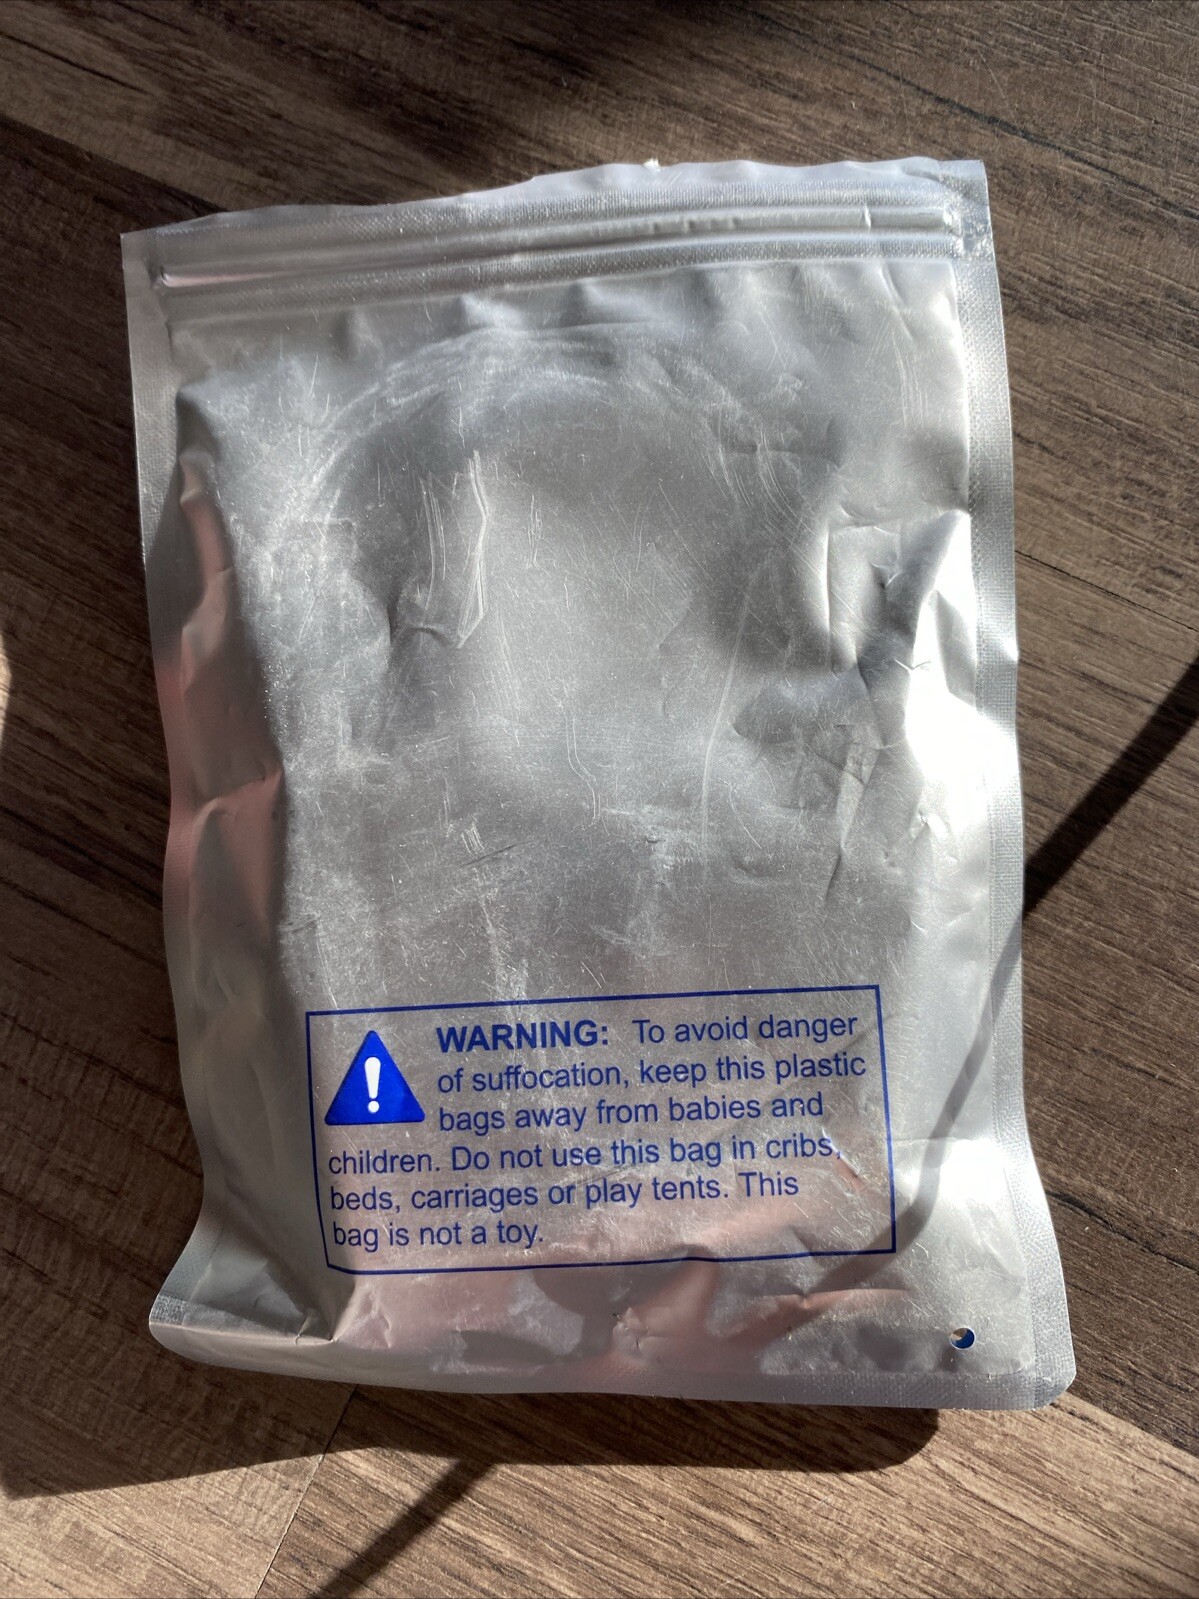 WARNING: To avoid danger
of suffocation, keep this plastic
bags away from babies and
children. Do not use this bag in cribs,
beds, carriages or play tents. This
bag is not a toy.